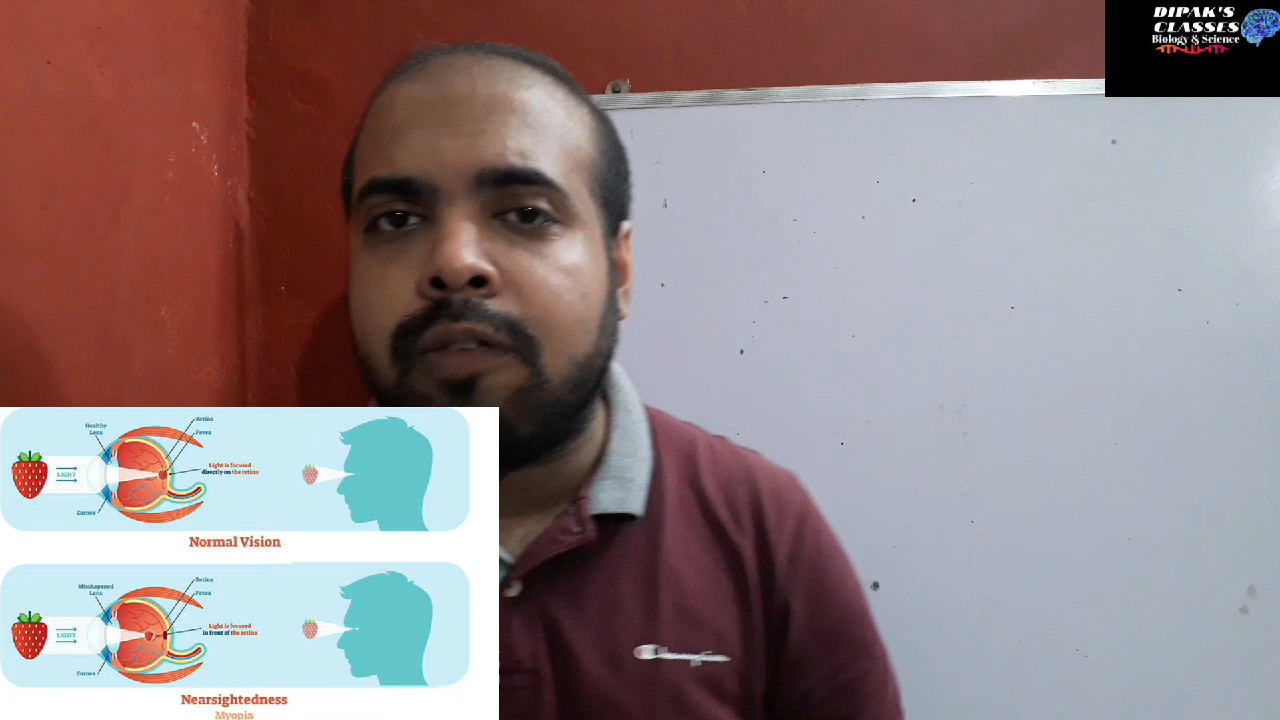 DIPAK'S
CLASSES
Biology & Science
Healthy
Lens
Retina
Fovea
LIGHT
Light is focused
directly on the retina
Cornea
Normal Vision
Misshapened
Lens
Retina
Fovea
LIGHT
Light is focused
in front of the retina
Cornea
Nearsightedness
Myopia
Champion